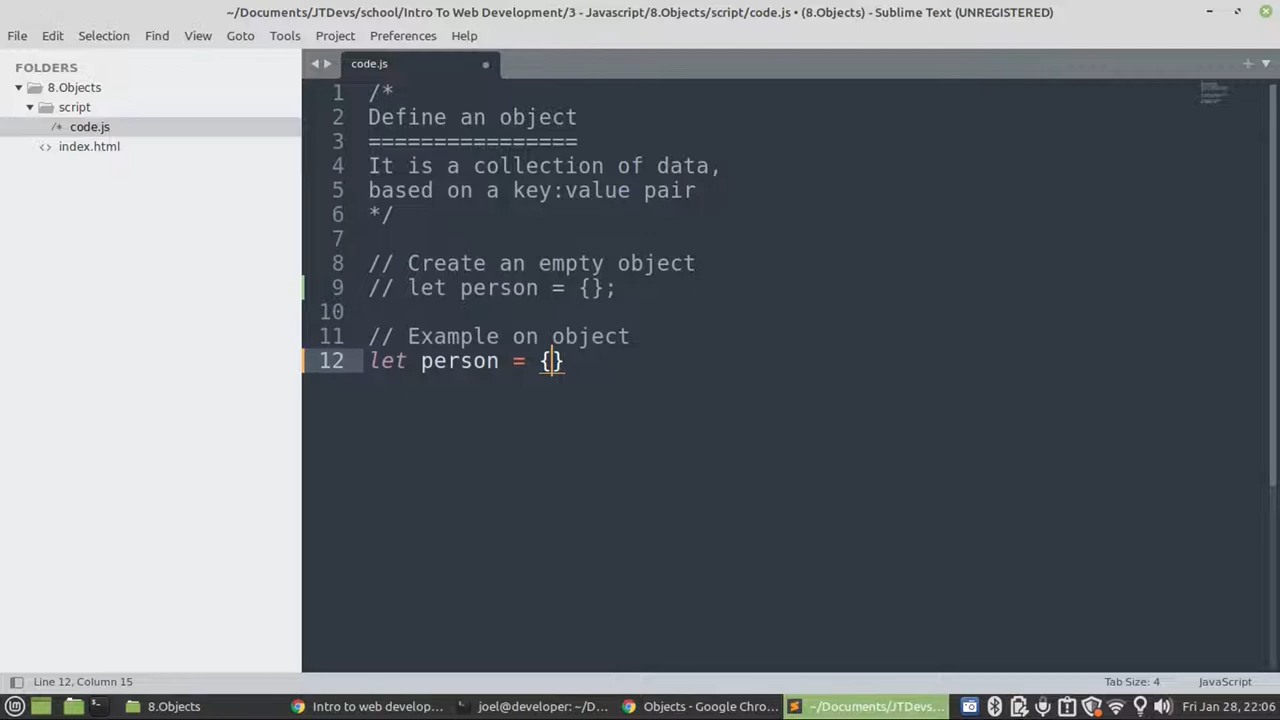 ~/Documents/JTDevs/school/Intro To Web Development/3 - Javascript/8.Objects/script/code.js • (8.Objects) - Sublime Text (UNREGISTERED)
File Edit Selection Find View Goto Tools Project Preferences Help
FOLDERS
8.Objects
script
/* code.js
<> index.html
code.js
1 /*
2 Define an object
3 ================
4 It is a collection of data,
5 based on a key:value pair
6 */
7
8 // Create an empty object
9 // let person = {};
10
11 // Example on object
12 let person = {}
Line 12, Column 15
Tab Size: 4
JavaScript
8.Objects
Intro to web develop...
joel@developer: ~/D...
Objects - Google Chro...
~/Documents/JTDevs...
Fri Jan 28, 22:06